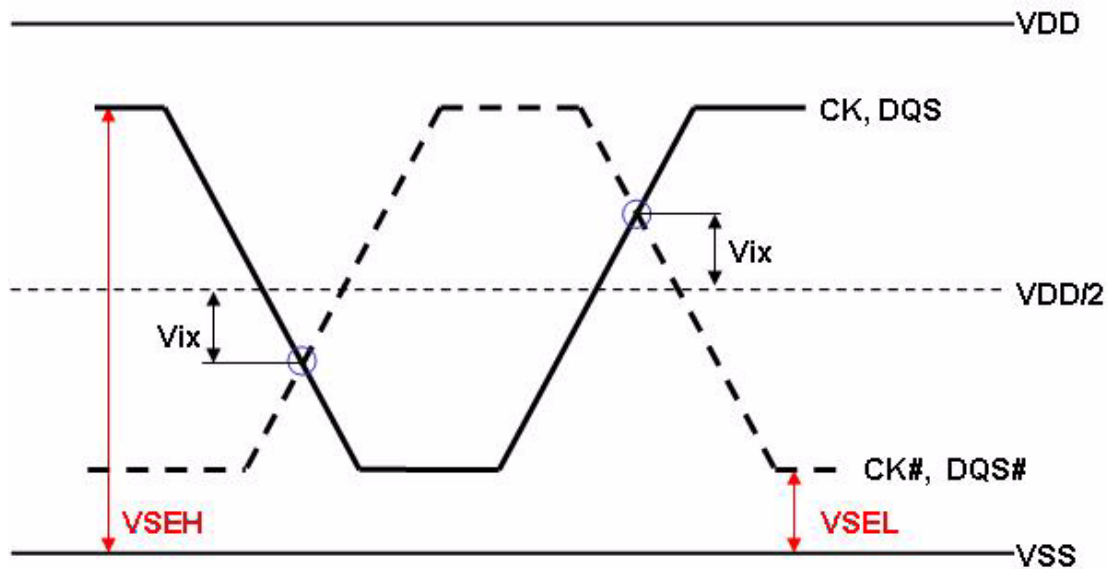 VDD
CK, DQS
Vix
VDD/2
Vix
CK#, DQS#
VSEH
VSEL
VSS